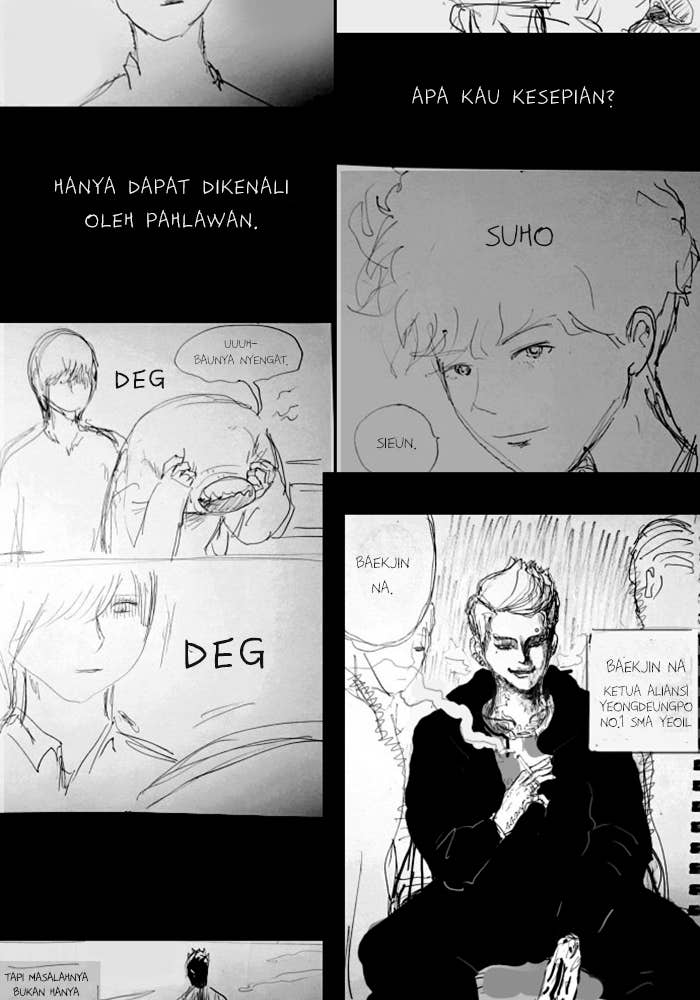 HANYA DAPAT DIKENALI
OLEH PAHLAWAN.
UUUH-
BAUNYA NYENGAT.
DEG
DEG
TAPI MASALAHNYA
BUKAN HANYA
APA KAU KESEPIAN?
SUHO
SIEUN.
BAEKJIN
NA.
BAEKJIN NA
KETUA ALIANSI
YEONGDEUNGPO
NO.1 SMA YEOIL